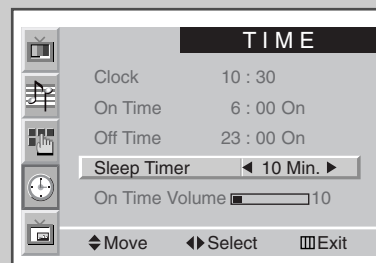 TIME
Clock 10 : 30
On Time 6 : 00 On
Off Time 23 : 00 On
Sleep Timer ◀ 10 Min. ▶
On Time Volume 10
Move Select Exit